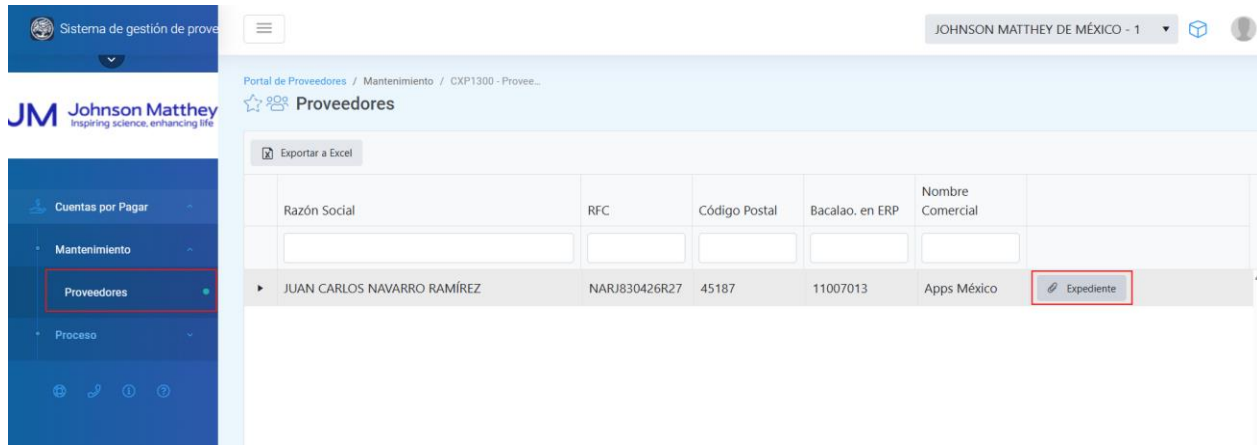 Sistema de gestión de prove
JOHNSON MATTHEY DE MÉXICO - 1
JM Johnson Matthey
Inspiring science, enhancing life
Portal de Proveedores / Mantenimiento / CXP1300 - Provee...
Proveedores
Exportar a Excel
Cuentas por Pagar
Mantenimiento
Proveedores
Proceso
Razón Social
RFC
Código Postal
Bacalao. en ERP
Nombre
Comercial
JUAN CARLOS NAVARRO RAMÍREZ
NARJ830426R27
45187
11007013
Apps México
Expediente